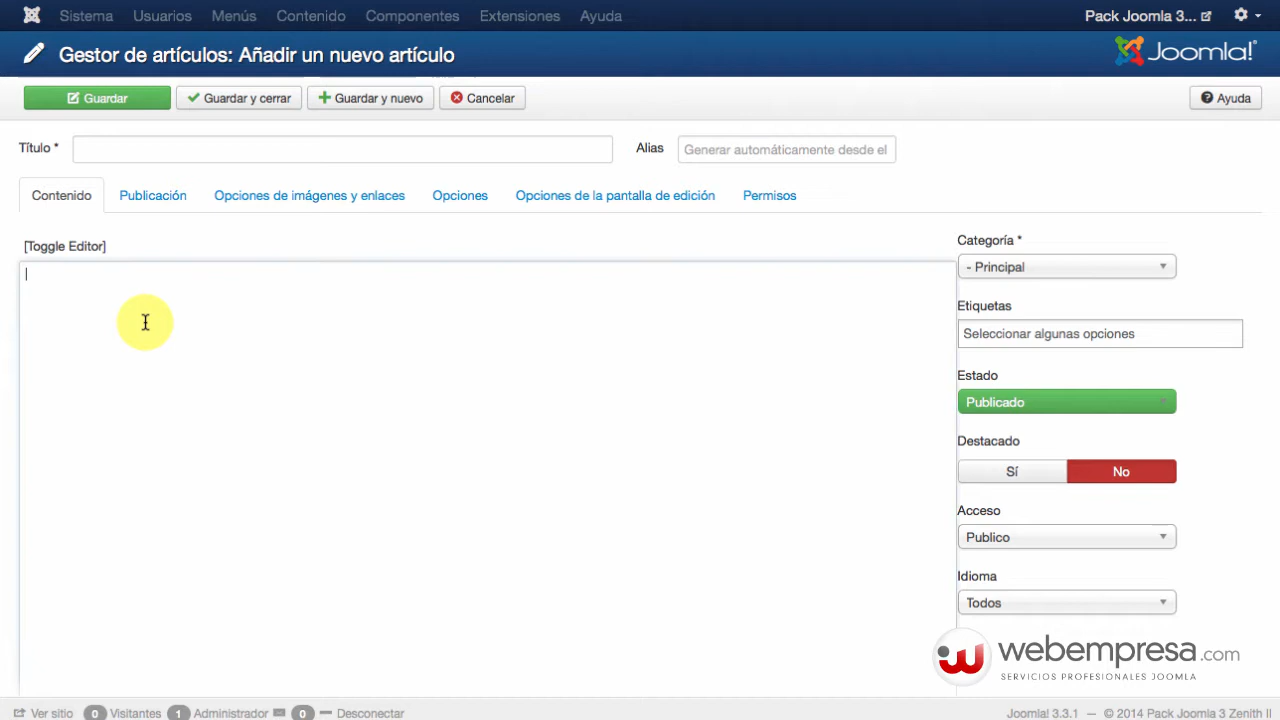 Sistema Usuarios Menús Contenido Componentes Extensiones Ayuda Pack Joomla 3...
Gestor de artículos: Añadir un nuevo artículo
Joomla!®
Guardar Guardar y cerrar Guardar y nuevo Cancelar Ayuda
Título * Alias Generar automáticamente desde el
Contenido Publicación Opciones de imágenes y enlaces Opciones Opciones de la pantalla de edición Permisos
[Toggle Editor]
Categoría *
- Principal
Etiquetas
Seleccionar algunas opciones
Estado
Publicado
Destacado
Sí No
Acceso
Publico
Idioma
Todos
webempresa.com
SERVICIOS PROFESIONALES JOOMLA
Ver sitio 0 Visitantes 1 Administrador 0 Desconectar Joomla! 3.3.1 — © 2014 Pack Joomla 3 Zenith II